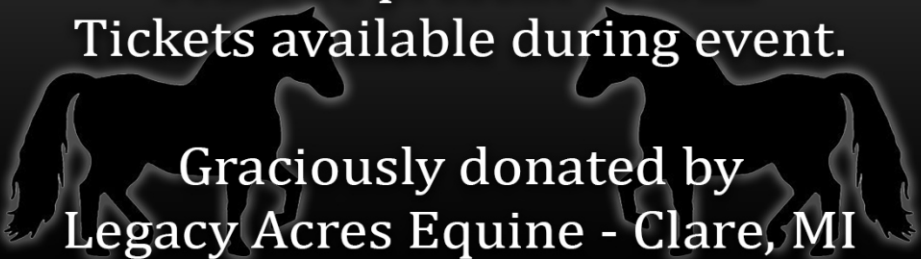 Tickets available during event.
Graciously donated by
Legacy Acres Equine - Clare, MI